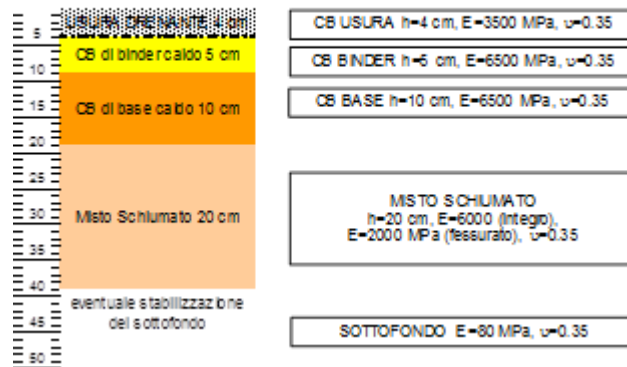 USURA DRENANTE 4 cm
CB di binder caldo 5 cm
CB di base caldo 10 cm
Misto Schiumato 20 cm
eventuale stabilizzazione
del sottofondo
5
10
15
20
25
30
35
40
45
50
CB USURA h=4 cm, E=3500 MPa, υ=0.35
CB BINDER h=5 cm, E=6500 MPa, υ=0.35
CB BASE h=10 cm, E=6500 MPa, υ=0.35
MISTO SCHIUMATO
h=20 cm, E=6000 (Integro),
E=2000 MPa (fessurato), υ=0.35
SOTTOFONDO E=80 MPa, υ=0.35